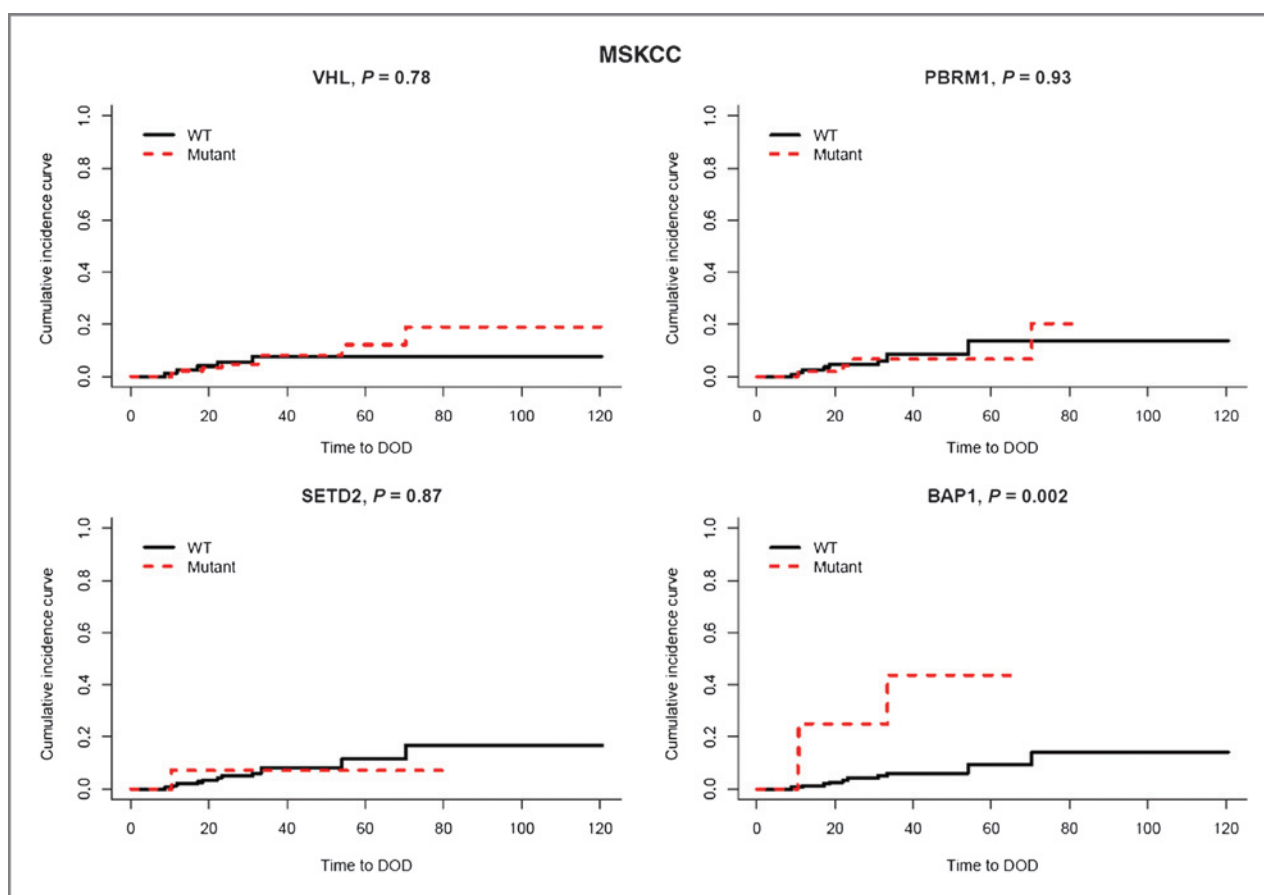 MSKCC
VHL, P = 0.78
Cumulative incidence curve
1.0
0.8
0.6
0.4
0.2
0.0
WT
Mutant
0 20 40 60 80 100 120
Time to DOD
PBRM1, P = 0.93
Cumulative incidence curve
1.0
0.8
0.6
0.4
0.2
0.0
WT
Mutant
0 20 40 60 80 100 120
Time to DOD
SETD2, P = 0.87
Cumulative incidence curve
1.0
0.8
0.6
0.4
0.2
0.0
WT
Mutant
0 20 40 60 80 100 120
Time to DOD
BAP1, P = 0.002
Cumulative incidence curve
1.0
0.8
0.6
0.4
0.2
0.0
WT
Mutant
0 20 40 60 80 100 120
Time to DOD